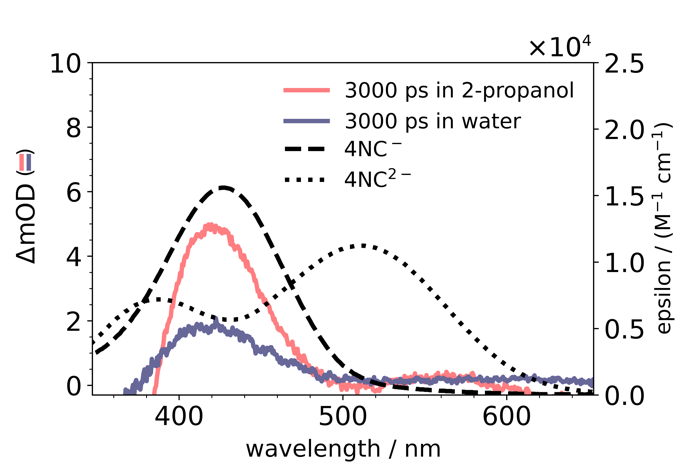 ×10⁴
10
8
6
4
2
0
ΔmOD (=)
3000 ps in 2-propanol
3000 ps in water
4NC⁻
4NC²⁻
2.5
2.0
1.5
1.0
0.5
0.0
epsilon / (M⁻¹ cm⁻¹)
400
500
600
wavelength / nm